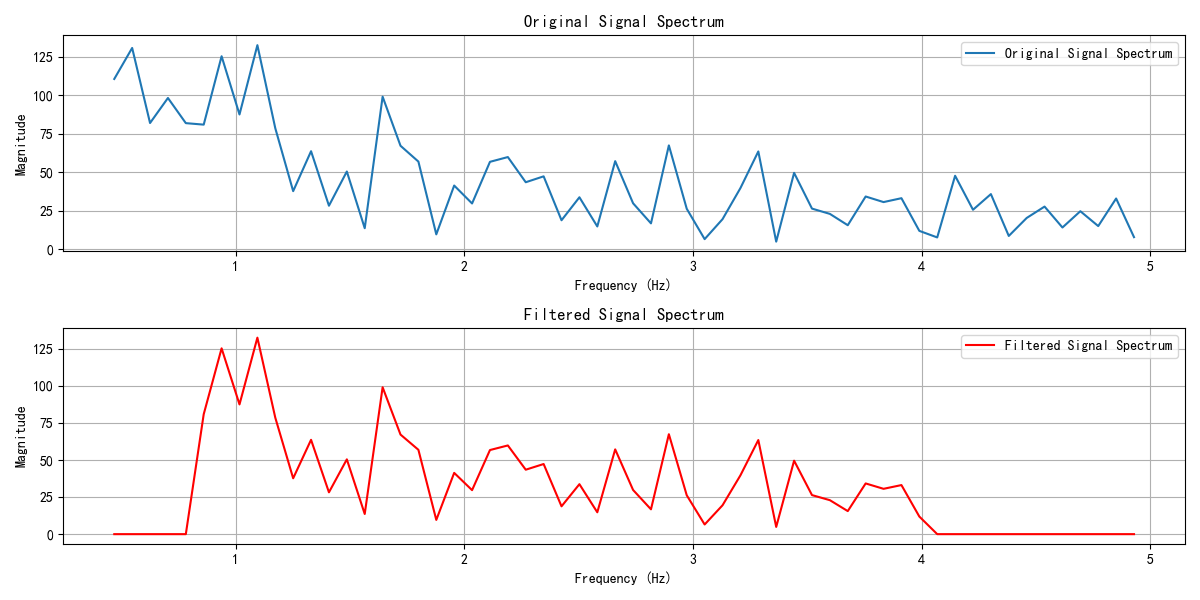 Original Signal Spectrum
Original Signal Spectrum
125
100
75
50
25
0
Magnitude
1 2 3 4 5
Frequency (Hz)
Filtered Signal Spectrum
Filtered Signal Spectrum
125
100
75
50
25
0
Magnitude
1 2 3 4 5
Frequency (Hz)